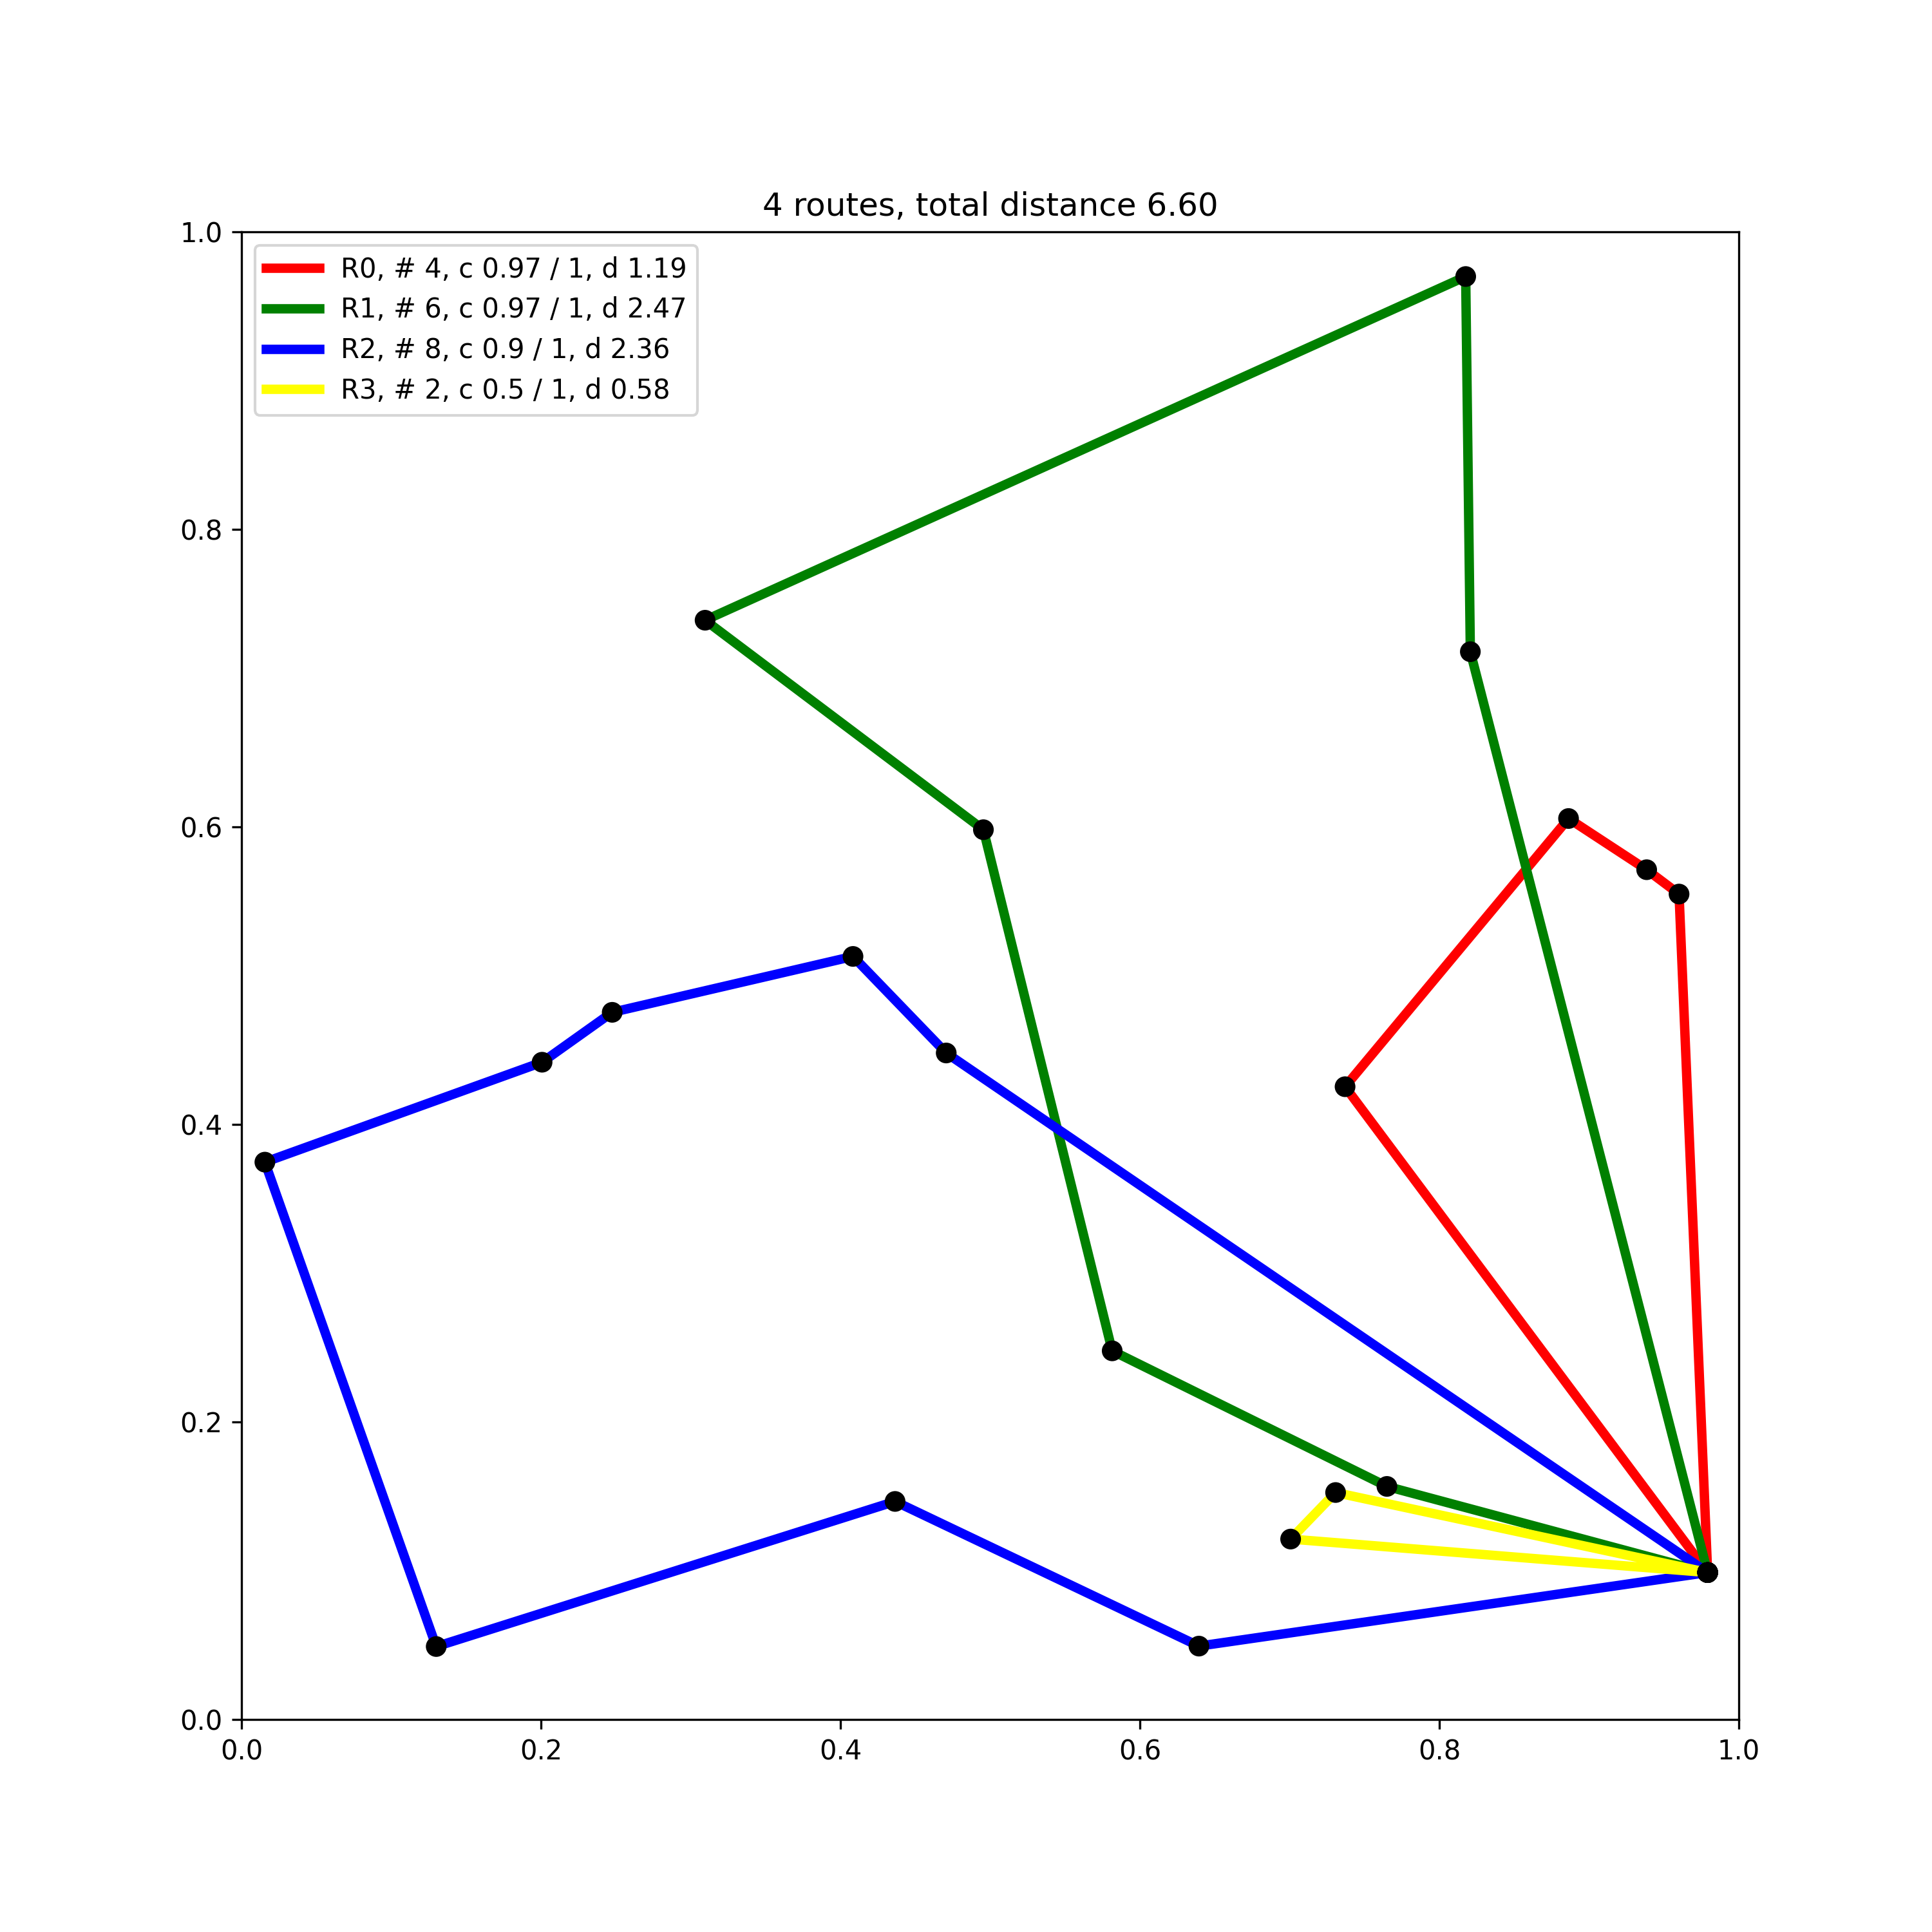 4 routes, total distance 6.60
1.0
R0, # 4, c 0.97 / 1, d 1.19
R1, # 6, c 0.97 / 1, d 2.47
R2, # 8, c 0.9 / 1, d 2.36
R3, # 2, c 0.5 / 1, d 0.58
0.8
0.6
0.4
0.2
0.0
0.0 0.2 0.4 0.6 0.8 1.0